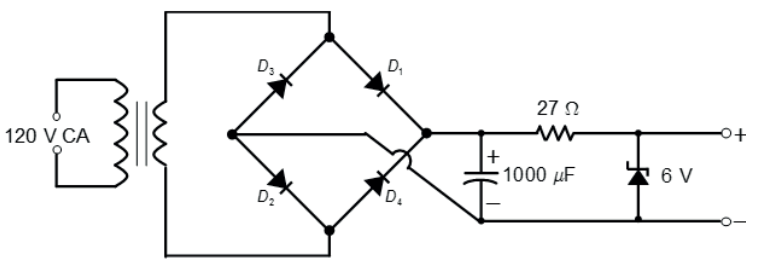 D₃
D₁
120 V CA
D₂
D₄
27 Ω
+
1000 μF
–
6 V
+
–